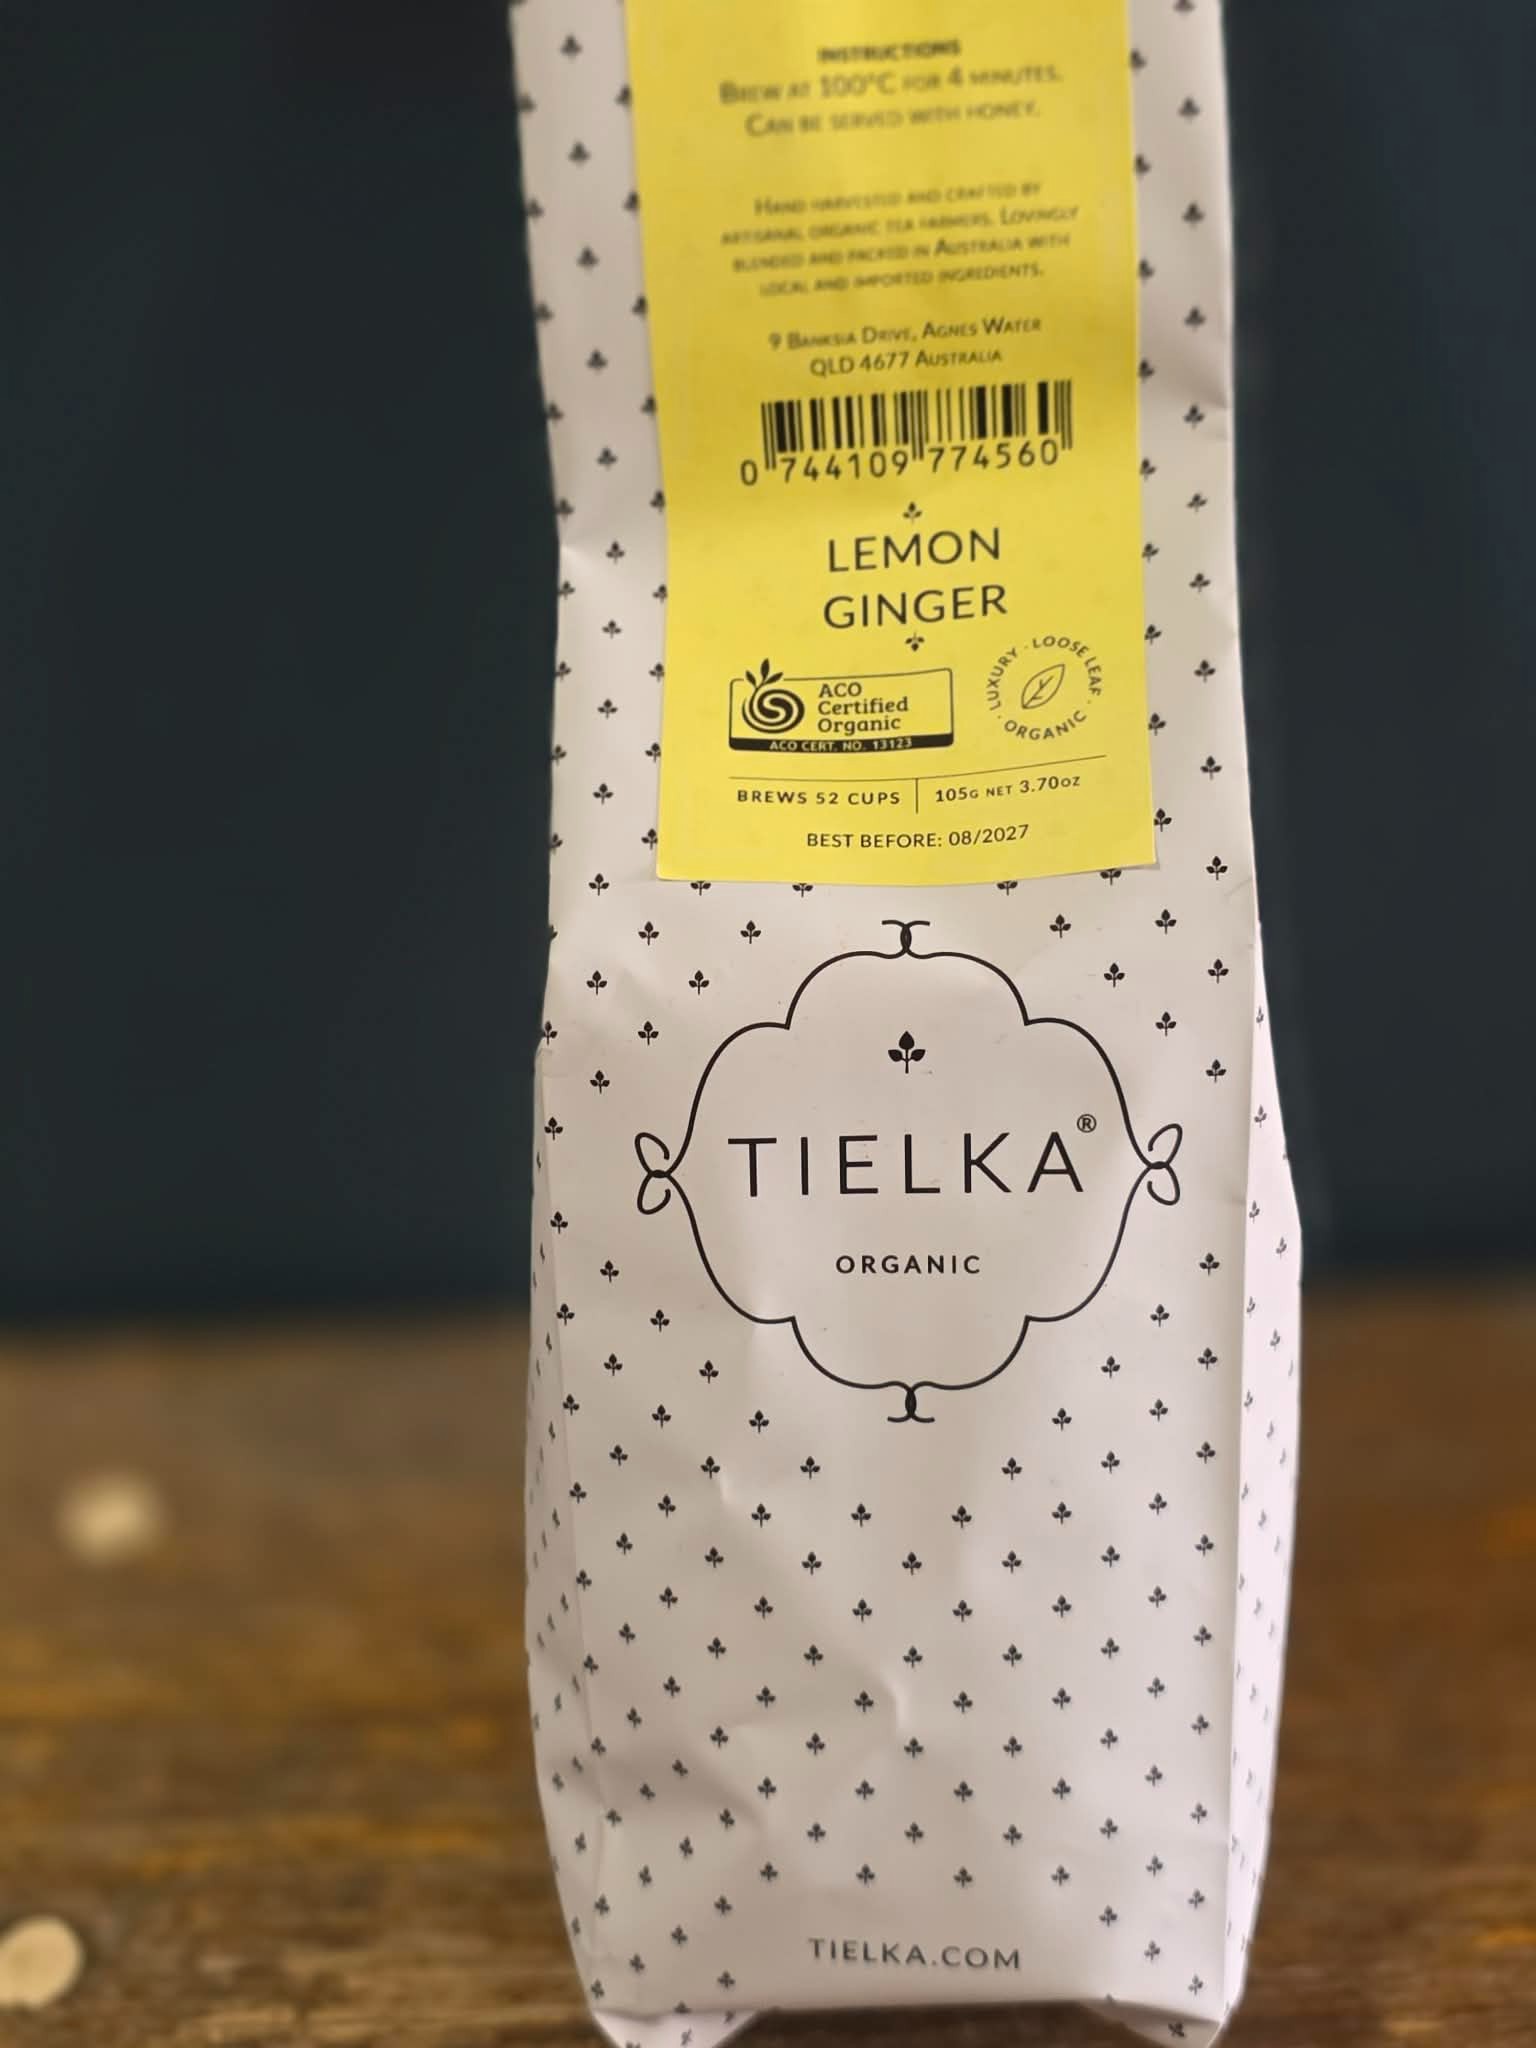 INSTRUCTIONS
BREW AT 100°C FOR 4 MINUTES.
CAN BE SERVED WITH HONEY.
HAND HARVESTED AND CRAFTED BY
ARTISANAL ORGANIC TEA FARMERS. LOVINGLY
BLENDED AND PACKED IN AUSTRALIA WITH
LOCAL AND IMPORTED INGREDIENTS.
9 BANKSIA DRIVE, AGNES WATER
QLD 4677 AUSTRALIA
0 744109 774560
LEMON
GINGER
ACO
Certified
Organic
ACO CERT. NO. 13123
LUXURY · LOOSE LEAF · ORGANIC ·
BREWS 52 CUPS | 105G NET 3.70OZ
BEST BEFORE: 08/2027
TIELKA®
ORGANIC
TIELKA.COM